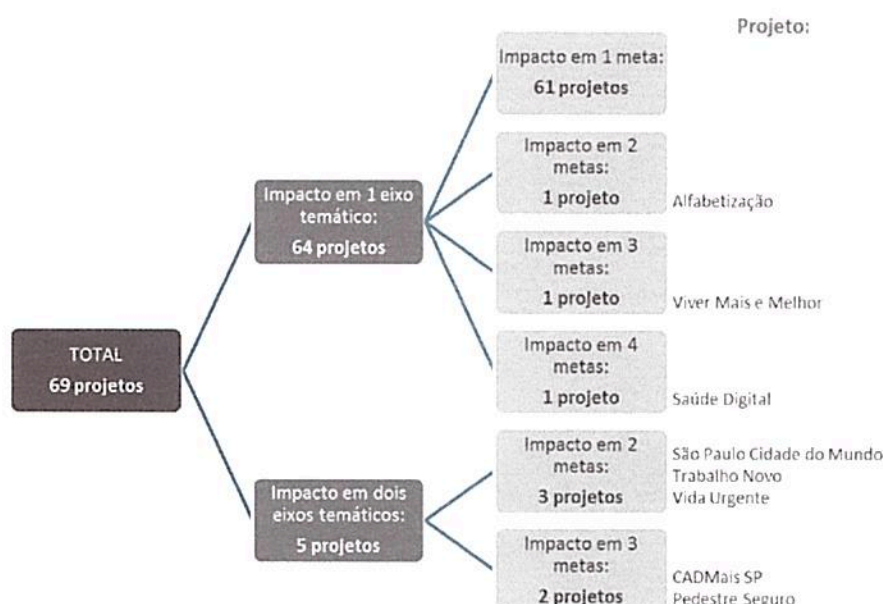 Projeto:
Impacto em 1 meta:
61 projetos
Impacto em 2
metas:
1 projeto
Alfabetização
Impacto em 1 eixo
temático:
64 projetos
Impacto em 3
metas:
1 projeto
Viver Mais e Melhor
TOTAL
69 projetos
Impacto em 4
metas:
1 projeto
Saúde Digital
Impacto em dois
eixos temáticos:
5 projetos
Impacto em 2
metas:
3 projetos
São Paulo Cidade do Mundo
Trabalho Novo
Vida Urgente
Impacto em 3
metas:
2 projetos
CADMais SP
Pedestre Seguro